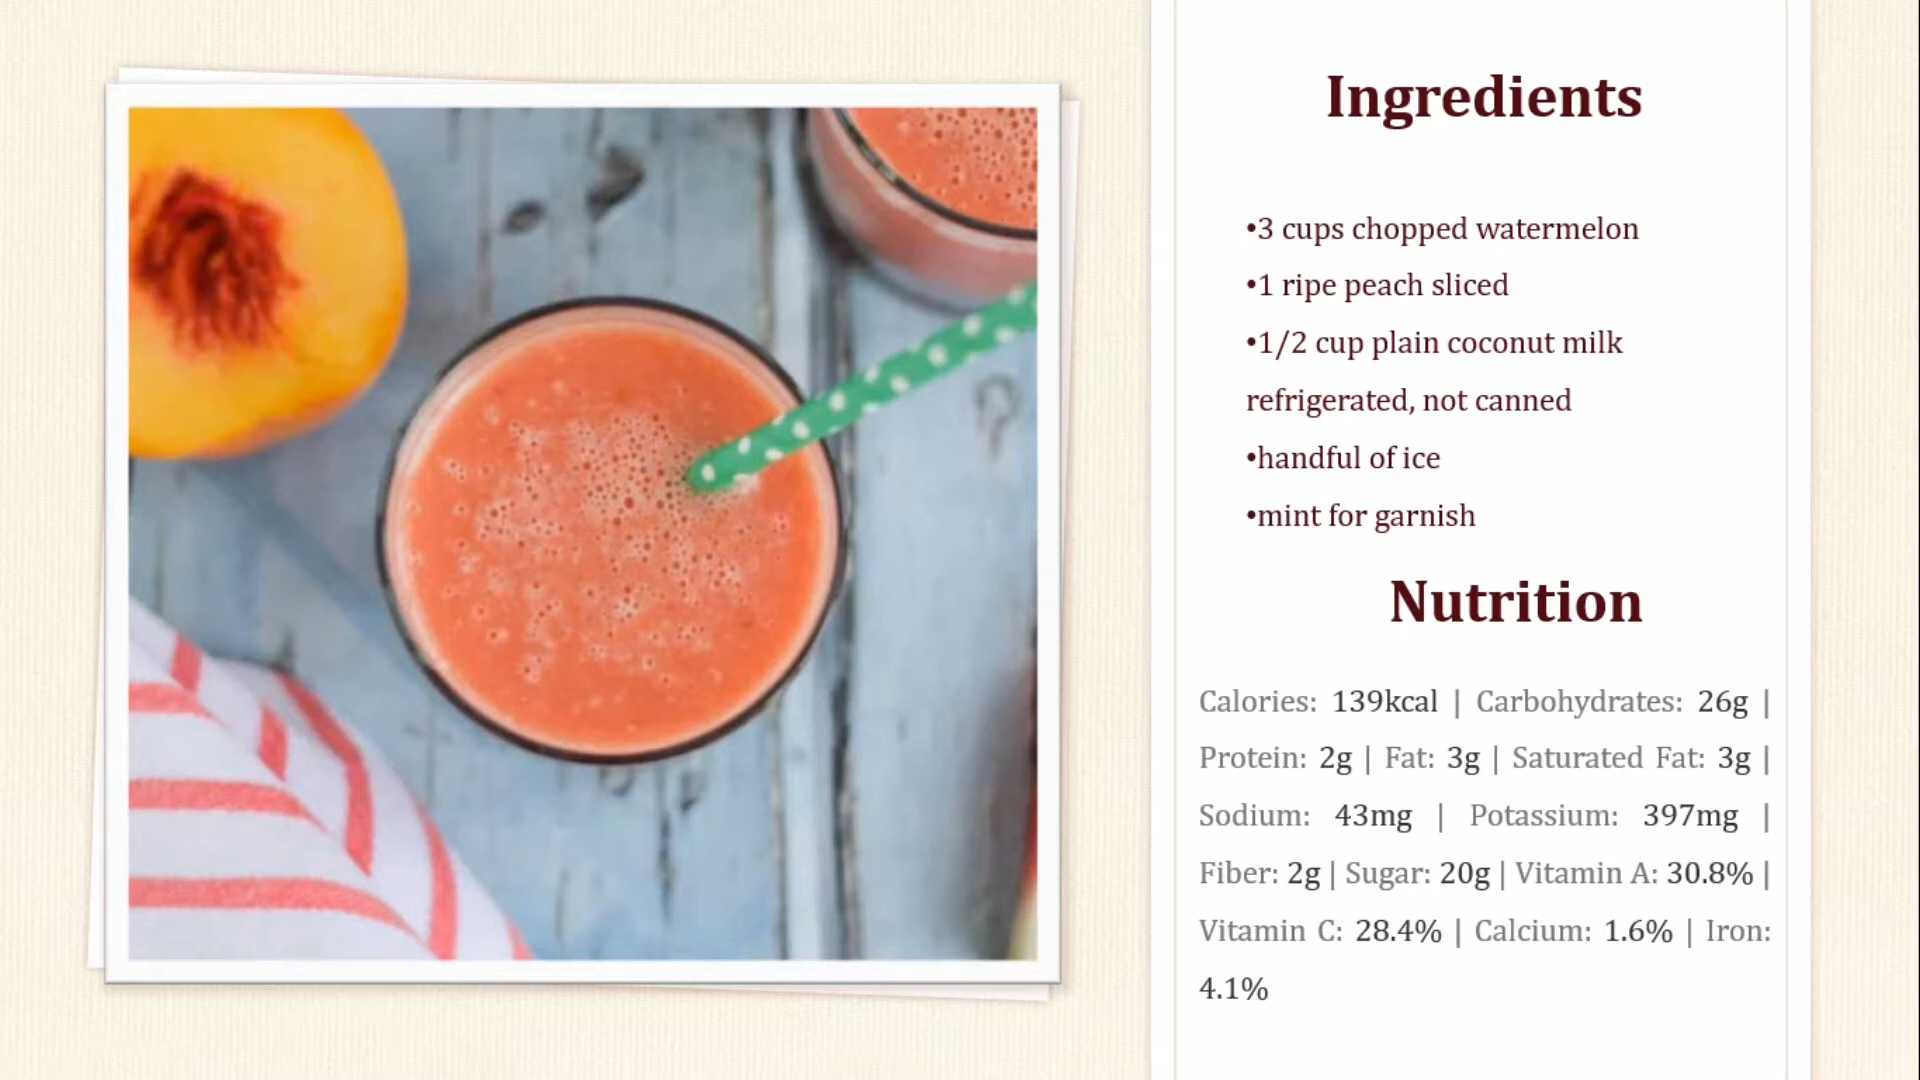 Ingredients
•3 cups chopped watermelon
•1 ripe peach sliced
•1/2 cup plain coconut milk
refrigerated, not canned
•handful of ice
•mint for garnish
Nutrition
Calories: 139kcal | Carbohydrates: 26g |
Protein: 2g | Fat: 3g | Saturated Fat: 3g |
Sodium: 43mg | Potassium: 397mg |
Fiber: 2g | Sugar: 20g | Vitamin A: 30.8% |
Vitamin C: 28.4% | Calcium: 1.6% | Iron:
4.1%